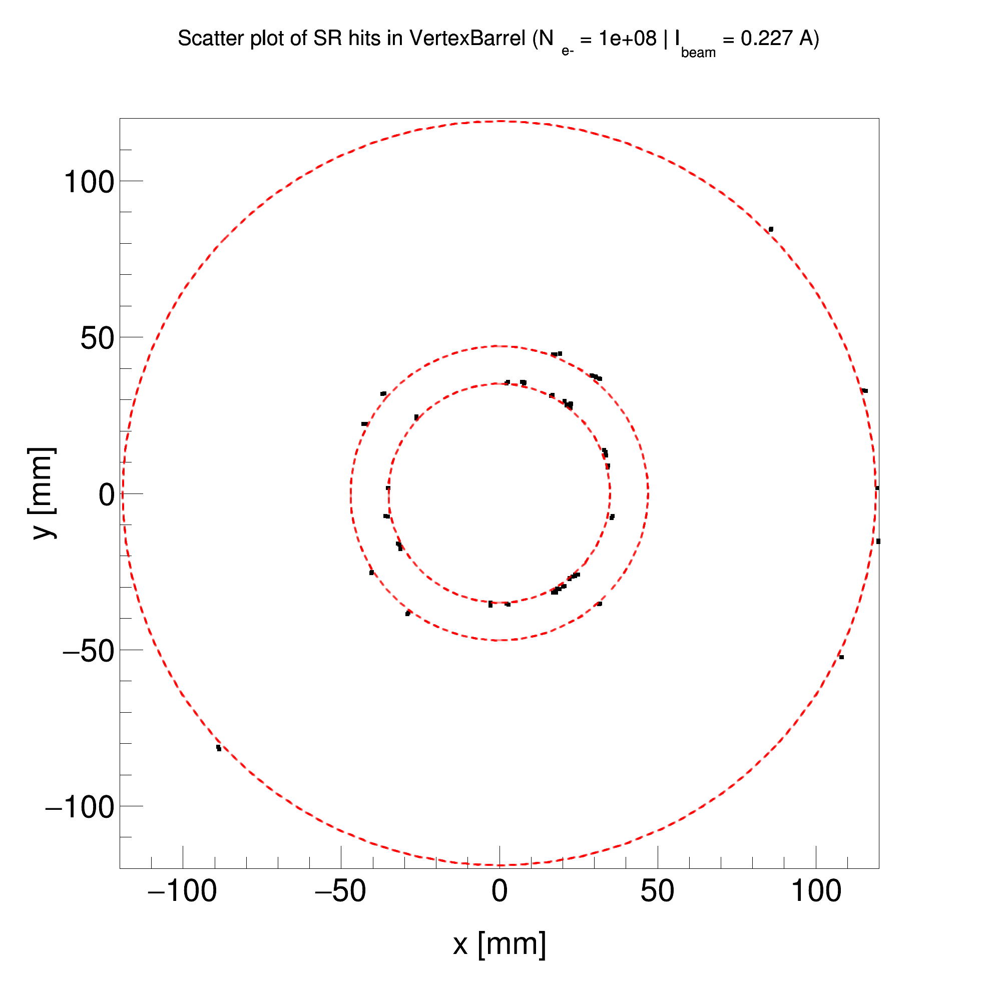 Scatter plot of SR hits in VertexBarrel (N e- = 1e+08 | I beam = 0.227 A)
100
50
0
−50
−100
y [mm]
−100 −50 0 50 100
x [mm]